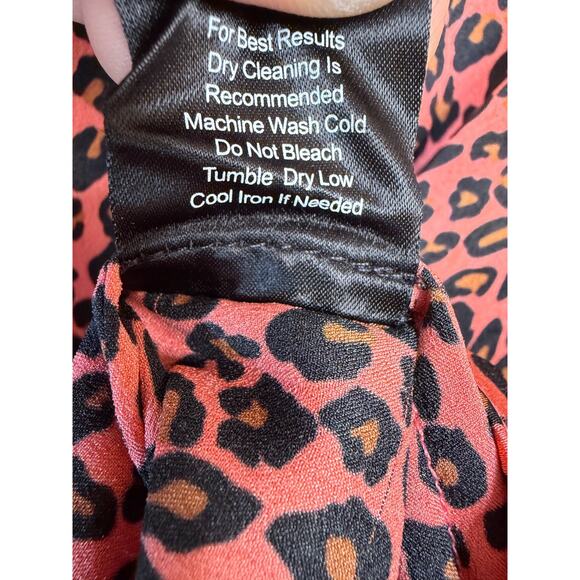 For Best Results
Dry Cleaning Is
Recommended
Machine Wash Cold
Do Not Bleach
Tumble Dry Low
Cool Iron If Needed